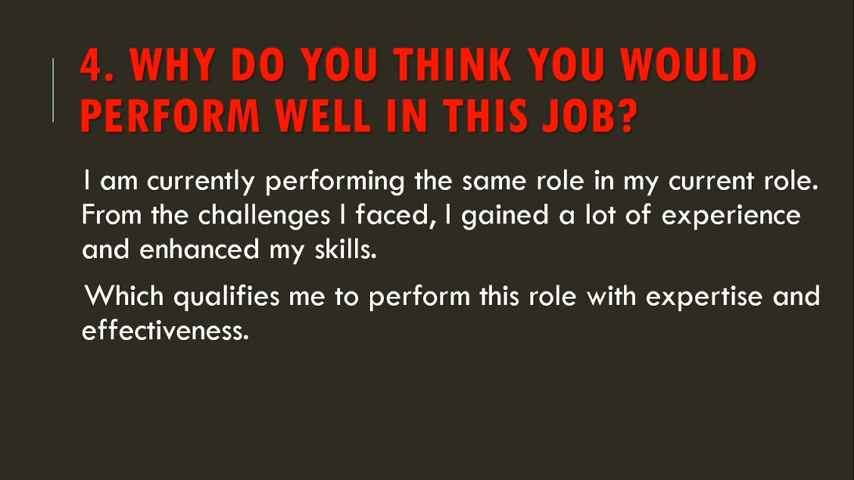 4. WHY DO YOU THINK YOU WOULD
PERFORM WELL IN THIS JOB?
I am currently performing the same role in my current role.
From the challenges I faced, I gained a lot of experience
and enhanced my skills.
Which qualifies me to perform this role with expertise and
effectiveness.